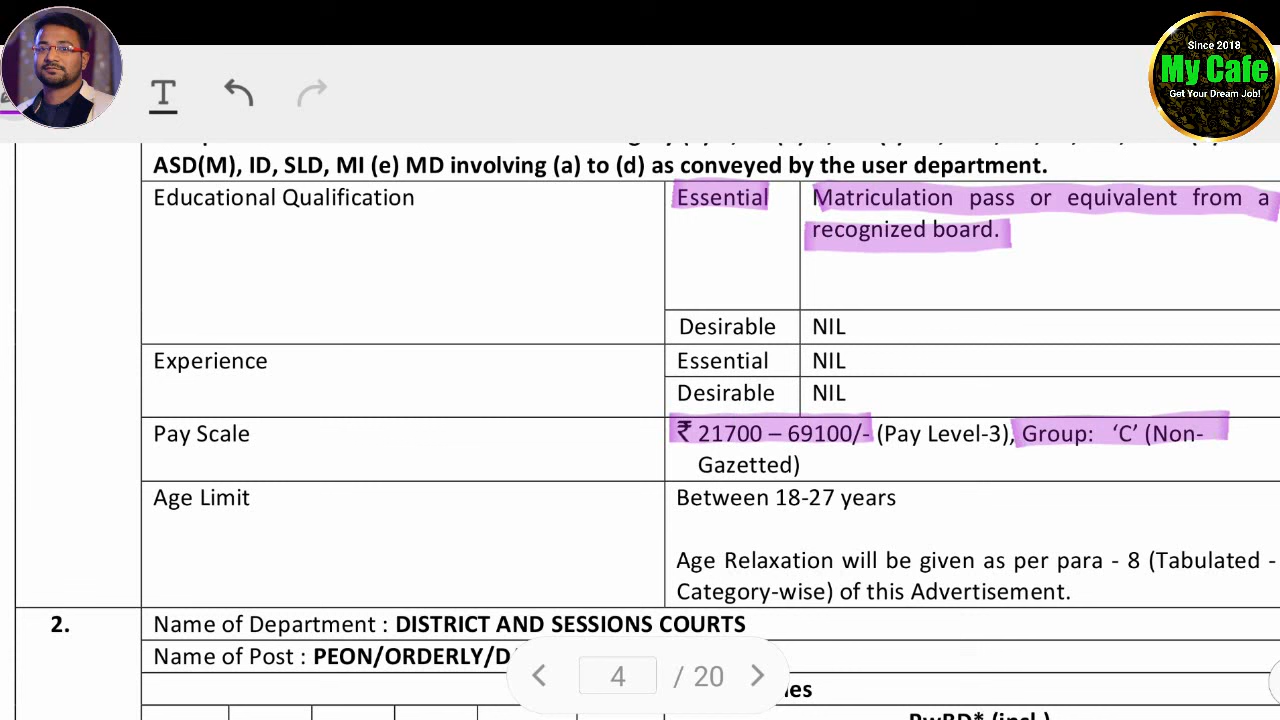 Since 2018
My Cafe
Get Your Dream Job!
T
ASD(M), ID, SLD, MI (e) MD involving (a) to (d) as conveyed by the user department.
Educational Qualification
Essential
Matriculation pass or equivalent from a
recognized board.
Desirable
NIL
Experience
Essential
NIL
Desirable
NIL
Pay Scale
₹ 21700 – 69100/- (Pay Level-3), Group: ‘C’ (Non-
Gazetted)
Age Limit
Between 18-27 years
Age Relaxation will be given as per para - 8 (Tabulated -
Category-wise) of this Advertisement.
2.
Name of Department : DISTRICT AND SESSIONS COURTS
Name of Post : PEON/ORDERLY/D
4 / 20